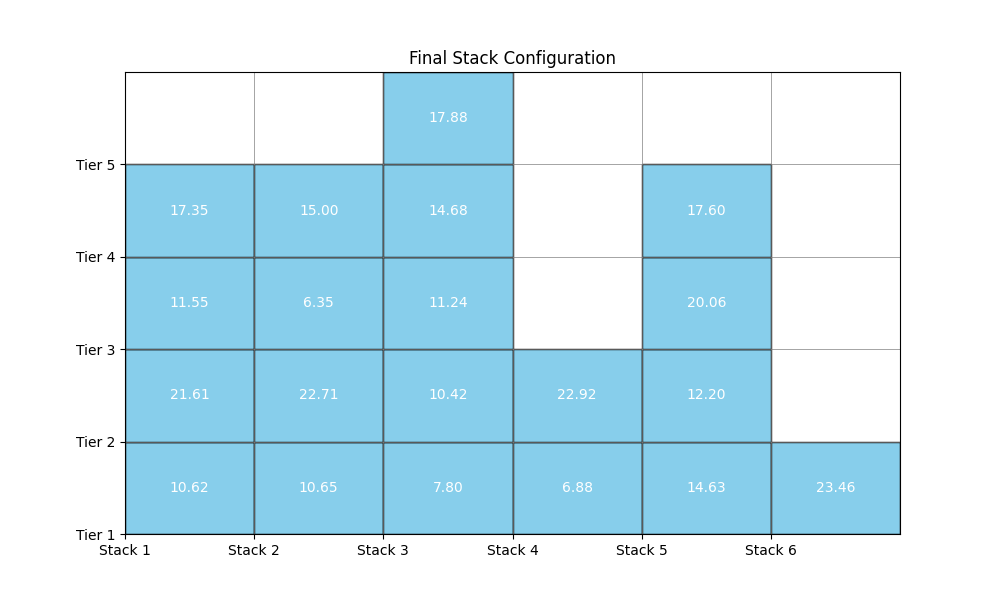 Final Stack Configuration
17.88
Tier 5
17.35 15.00 14.68 17.60
Tier 4
11.55 6.35 11.24 20.06
Tier 3
21.61 22.71 10.42 22.92 12.20
Tier 2
10.62 10.65 7.80 6.88 14.63 23.46
Tier 1
Stack 1 Stack 2 Stack 3 Stack 4 Stack 5 Stack 6